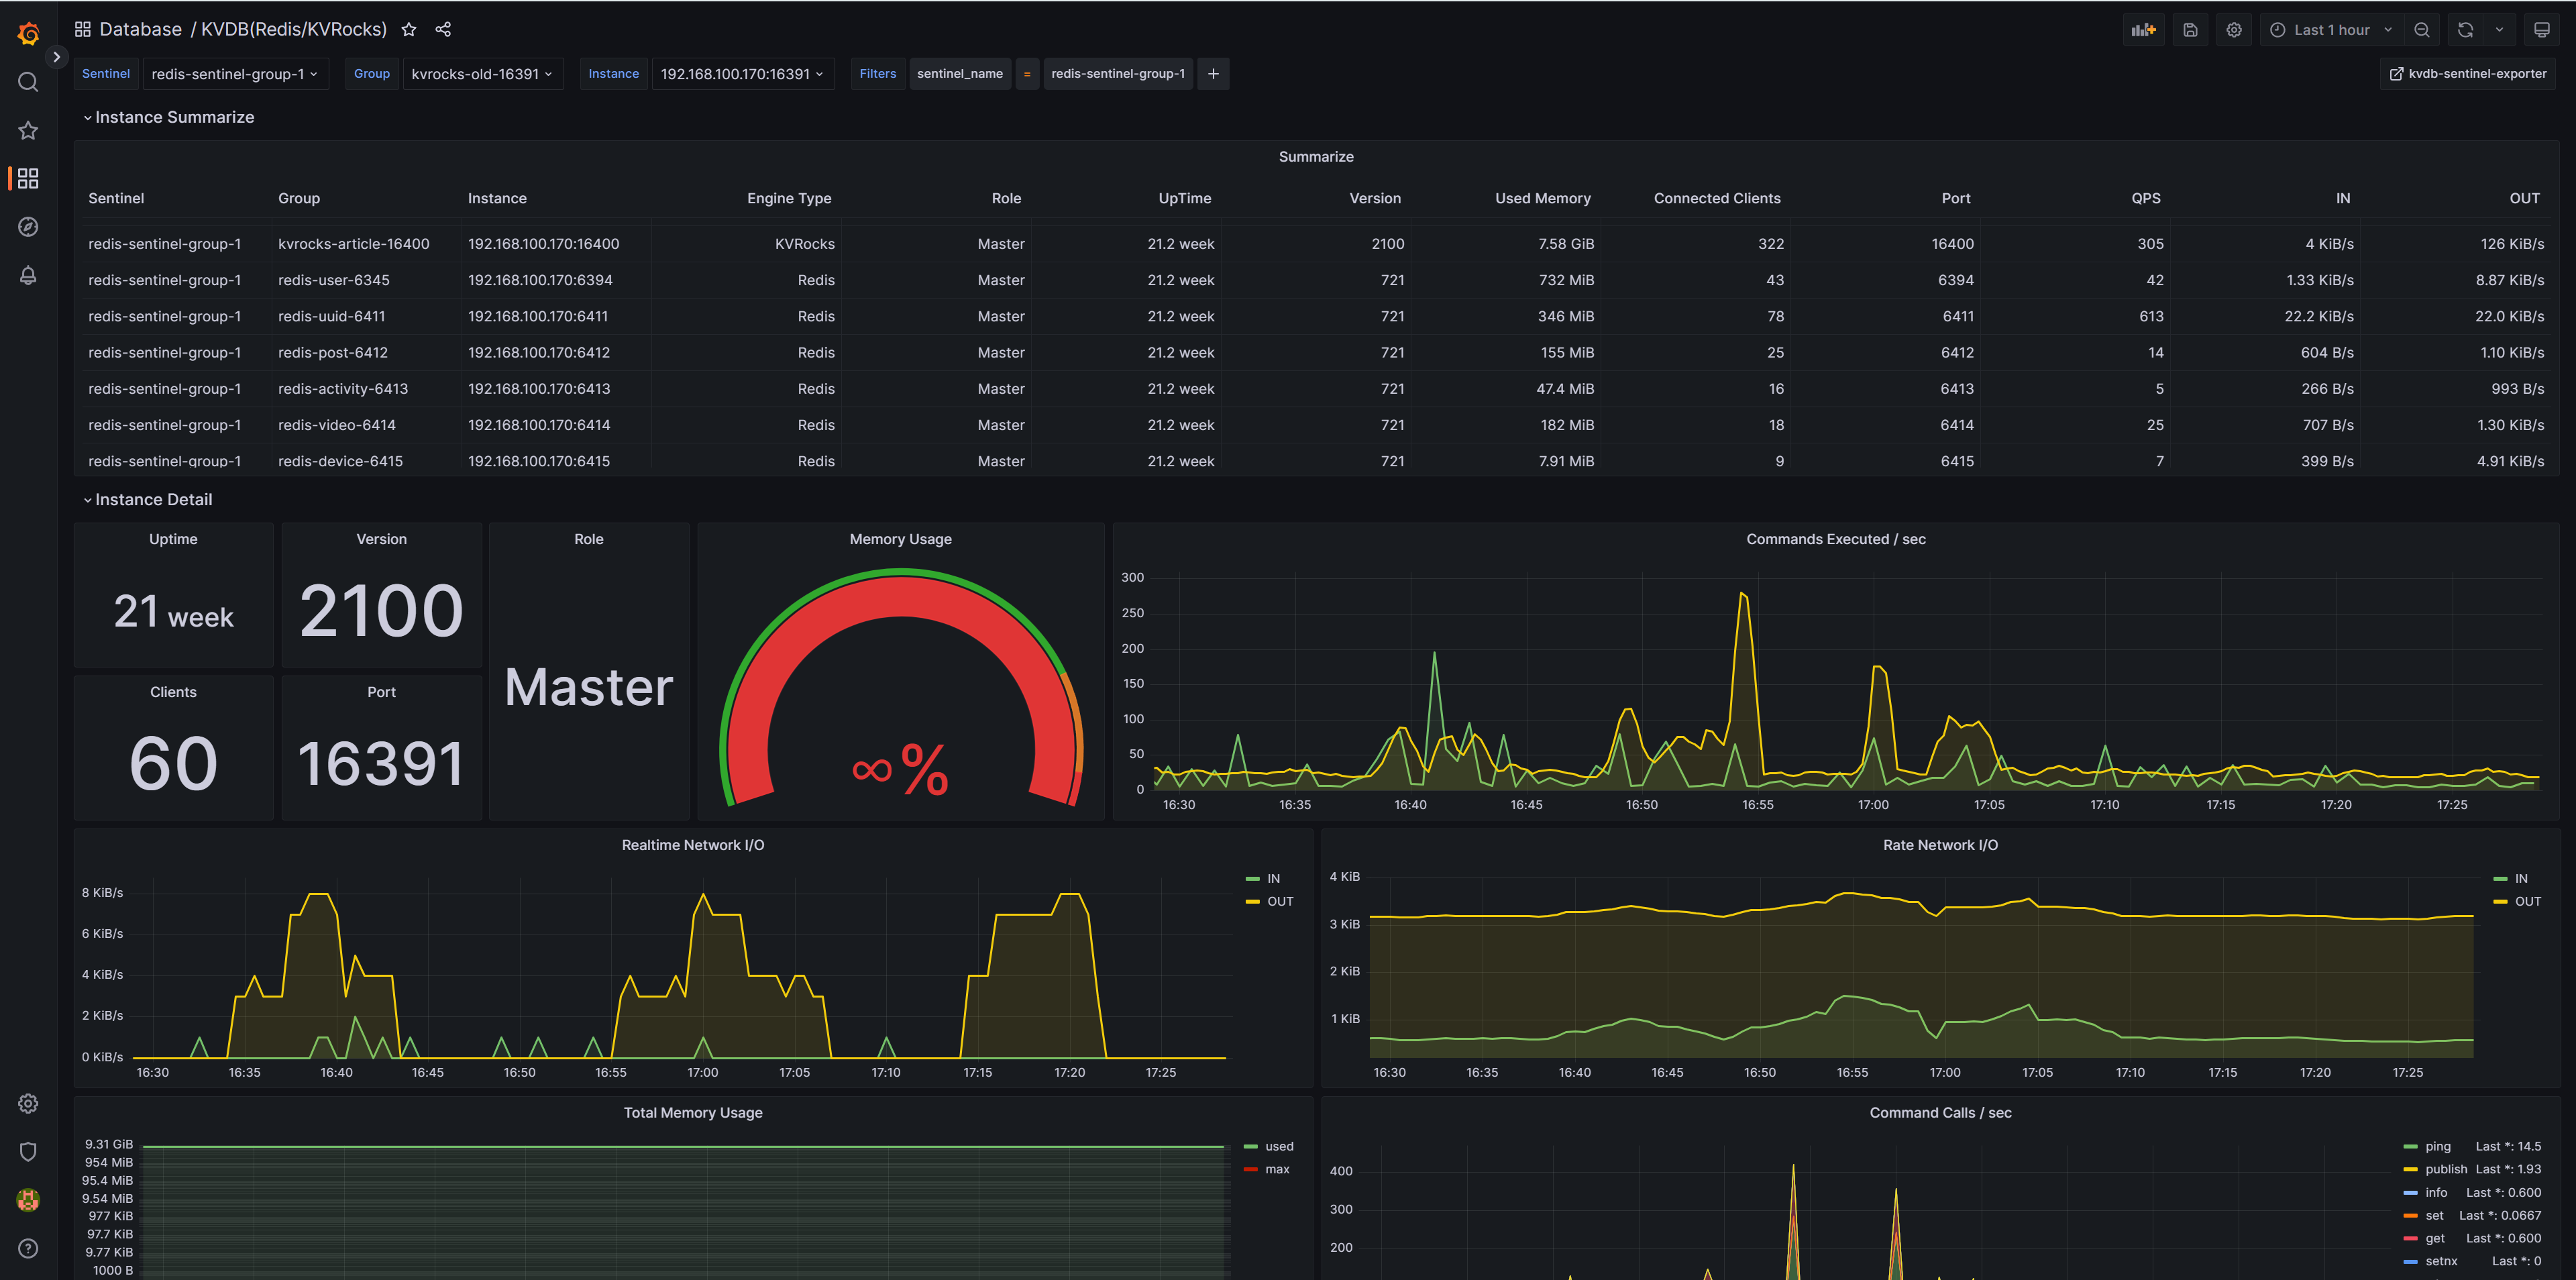 Database / KVDB(Redis/KVRocks)
Last 1 hour
Sentinel redis-sentinel-group-1 Group kvrocks-old-16391 Instance 192.168.100.170:16391 Filters sentinel_name = redis-sentinel-group-1 + kvdb-sentinel-exporter
Instance Summarize
Summarize
Sentinel Group Instance Engine Type Role UpTime Version Used Memory Connected Clients Port QPS IN OUT
redis-sentinel-group-1 kvrocks-article-16400 192.168.100.170:16400 KVRocks Master 21.2 week 2100 7.58 GiB 322 16400 305 4 KiB/s 126 KiB/s
redis-sentinel-group-1 redis-user-6345 192.168.100.170:6394 Redis Master 21.2 week 721 732 MiB 43 6394 42 1.33 KiB/s 8.87 KiB/s
redis-sentinel-group-1 redis-uuid-6411 192.168.100.170:6411 Redis Master 21.2 week 721 346 MiB 78 6411 613 22.2 KiB/s 22.0 KiB/s
redis-sentinel-group-1 redis-post-6412 192.168.100.170:6412 Redis Master 21.2 week 721 155 MiB 25 6412 14 604 B/s 1.10 KiB/s
redis-sentinel-group-1 redis-activity-6413 192.168.100.170:6413 Redis Master 21.2 week 721 47.4 MiB 16 6413 5 266 B/s 993 B/s
redis-sentinel-group-1 redis-video-6414 192.168.100.170:6414 Redis Master 21.2 week 721 182 MiB 18 6414 25 707 B/s 1.30 KiB/s
redis-sentinel-group-1 redis-device-6415 192.168.100.170:6415 Redis Master 21.2 week 721 7.91 MiB 9 6415 7 399 B/s 4.91 KiB/s
Instance Detail
Uptime
21 week
Version
2100
Clients
60
Port
16391
Role
Master
Memory Usage
∞%
Commands Executed / sec
300
250
200
150
100
50
0
16:30 16:35 16:40 16:45 16:50 16:55 17:00 17:05 17:10 17:15 17:20 17:25
Realtime Network I/O
8 KiB/s
6 KiB/s
4 KiB/s
2 KiB/s
0 KiB/s
16:30 16:35 16:40 16:45 16:50 16:55 17:00 17:05 17:10 17:15 17:20 17:25
IN
OUT
Rate Network I/O
4 KiB
3 KiB
2 KiB
1 KiB
16:30 16:35 16:40 16:45 16:50 16:55 17:00 17:05 17:10 17:15 17:20 17:25
IN
OUT
Total Memory Usage
9.31 GiB
954 MiB
95.4 MiB
9.54 MiB
977 KiB
97.7 KiB
9.77 KiB
1000 B
used
max
Command Calls / sec
400
300
200
ping Last *: 14.5
publish Last *: 1.93
info Last *: 0.600
set Last *: 0.0667
get Last *: 0.600
setnx Last *: 0